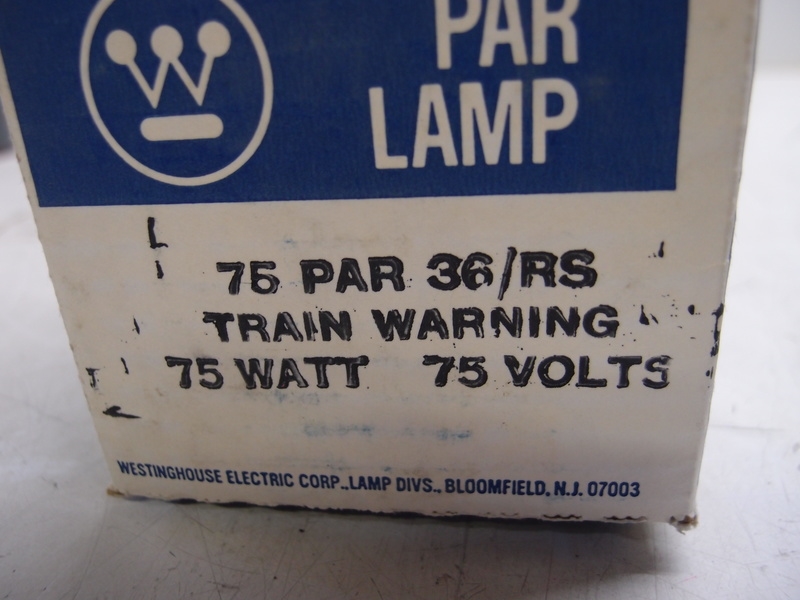 PAR
LAMP
75 PAR 36/RS
TRAIN WARNING
75 WATT 75 VOLTS
WESTINGHOUSE ELECTRIC CORP.,LAMP DIVS., BLOOMFIELD, N.J. 07003